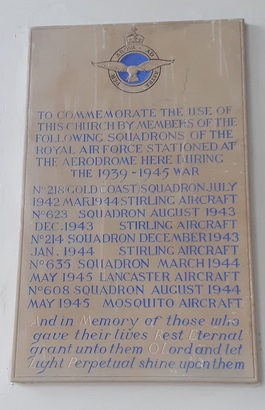 PER ARDUA AD ASTRA
TO COMMEMORATE THE USE OF
THIS CHURCH BY MEMBERS OF THE
FOLLOWING SQUADRONS OF THE
ROYAL AIR FORCE STATIONED AT
THE AERODROME HERE DURING
THE 1939-1945 WAR
No 218 GOLD COAST SQUADRON JULY
1942 MAR 1944 STIRLING AIRCRAFT
No 623 SQUADRON AUGUST 1943
DEC. 1943 STIRLING AIRCRAFT
No 214 SQUADRON DECEMBER 1943
JAN. 1944 STIRLING AIRCRAFT
No 635 SQUADRON MARCH 1944
MAY 1945 LANCASTER AIRCRAFT
No 608 SQUADRON AUGUST 1944
MAY 1945 MOSQUITO AIRCRAFT
And in Memory of those who
gave their lives Rest Eternal
grant unto them O Lord and let
Light Perpetual shine upon them